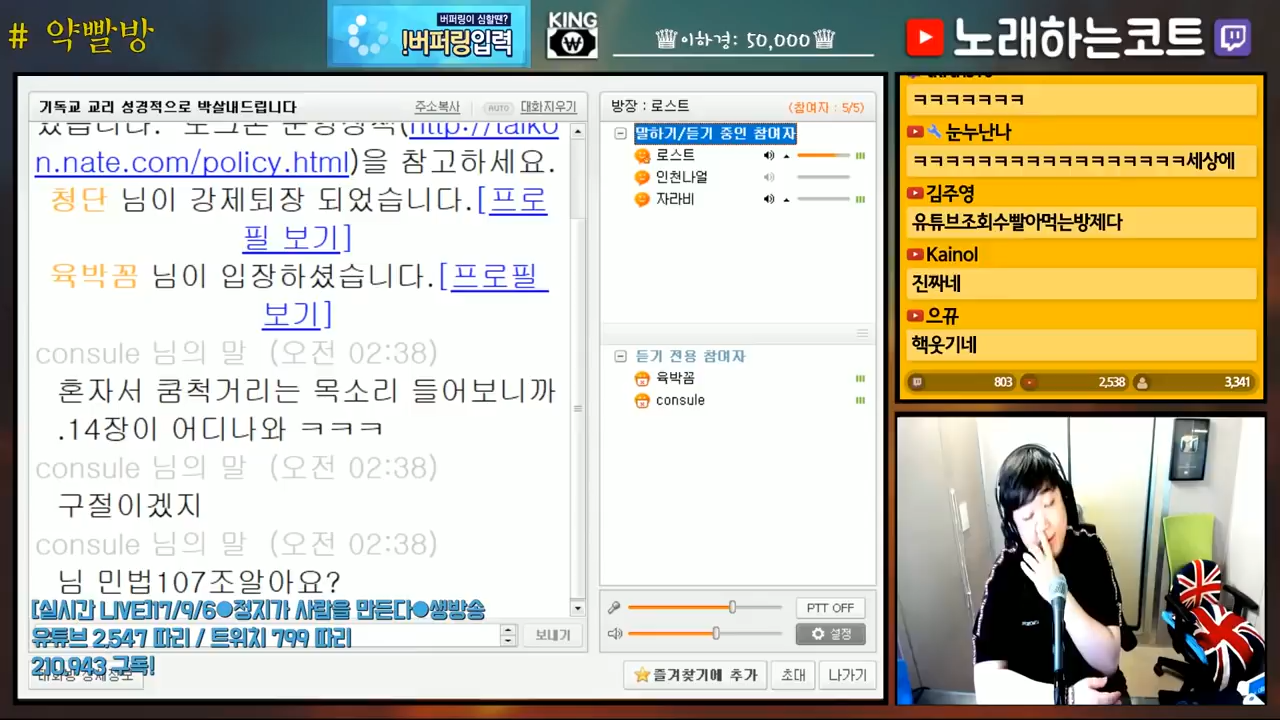 # 약빨방
버퍼링이 심할땐?
!버퍼링입력
KING
₩
♕이하경: 50,000♕
노래하는코트
기독교 교리 성경적으로 박살내드립니다
주소복사
AUTO
대화지우기
n.nate.com/policy.html)을 참고하세요.
청단 님이 강제퇴장 되었습니다.[프로
필 보기]
육박꼼 님이 입장하셨습니다.[프로필
보기]
consule 님의 말 (오전 02:38)
혼자서 쿰척거리는 목소리 들어보니까
.14장이 어디나와 ㅋㅋㅋ
consule 님의 말 (오전 02:38)
구절이겠지
consule 님의 말 (오전 02:38)
님 민법107조알아요?
[실시간 LIVE]17/9/6●정지가 사람을 만든다●생방송
유튜브 2,547 따리 / 트위치 799 따리
210,943 구독!
보내기
방장 : 로스트
(참여자 : 5/5)
말하기/듣기 중인 참여자
로스트
인천나얼
자라비
듣기 전용 참여자
육박꼼
consule
PTT OFF
설정
즐겨찾기에 추가
초대
나가기
ㅋㅋㅋㅋㅋㅋㅋ
눈누난나
ㅋㅋㅋㅋㅋㅋㅋㅋㅋㅋㅋㅋㅋㅋㅋㅋㅋ세상에
김주영
유튜브조회수빨아먹는방제다
Kainol
진짜네
으뀨
핵웃기네
803
2,538
3,341